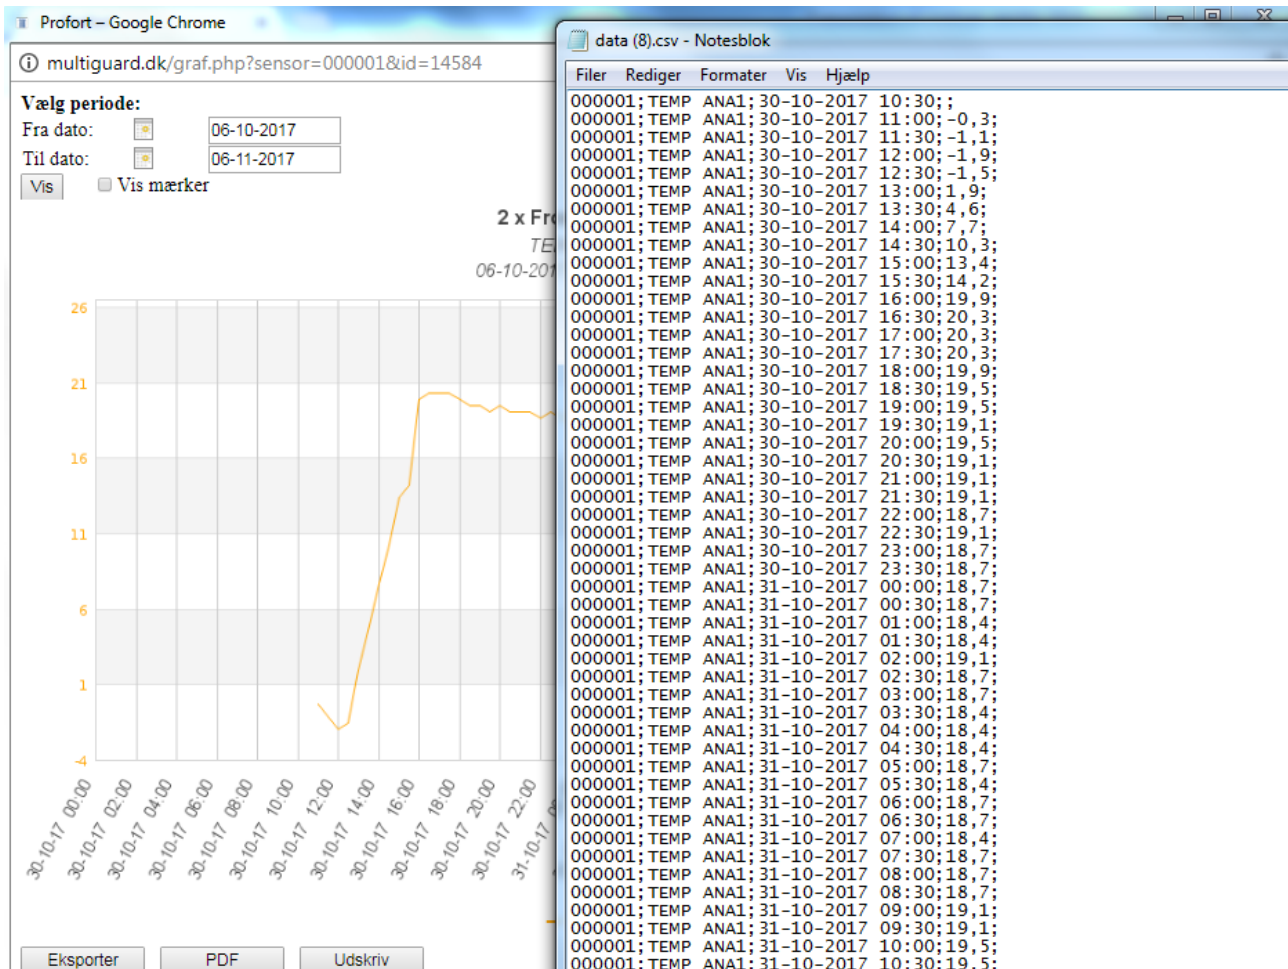 Profort – Google Chrome
multiguard.dk/graf.php?sensor=000001&id=14584
Vælg periode:
Fra dato: 06-10-2017
Til dato: 06-11-2017
Vis Vis mærker
2 x Fr
TE
06-10-201
26
21
16
11
6
1
-4
30-10-17 00:00
30-10-17 02:00
30-10-17 04:00
30-10-17 06:00
30-10-17 08:00
30-10-17 10:00
30-10-17 12:00
30-10-17 14:00
30-10-17 16:00
30-10-17 18:00
30-10-17 20:00
30-10-17 22:00
31-10-17
Eksporter PDF Udskriv
data (8).csv - Notesblok
Filer Rediger Formater Vis Hjælp
000001;TEMP ANA1;30-10-2017 10:30;;
000001;TEMP ANA1;30-10-2017 11:00;-0,3;
000001;TEMP ANA1;30-10-2017 11:30;-1,1;
000001;TEMP ANA1;30-10-2017 12:00;-1,9;
000001;TEMP ANA1;30-10-2017 12:30;-1,5;
000001;TEMP ANA1;30-10-2017 13:00;1,9;
000001;TEMP ANA1;30-10-2017 13:30;4,6;
000001;TEMP ANA1;30-10-2017 14:00;7,7;
000001;TEMP ANA1;30-10-2017 14:30;10,3;
000001;TEMP ANA1;30-10-2017 15:00;13,4;
000001;TEMP ANA1;30-10-2017 15:30;14,2;
000001;TEMP ANA1;30-10-2017 16:00;19,9;
000001;TEMP ANA1;30-10-2017 16:30;20,3;
000001;TEMP ANA1;30-10-2017 17:00;20,3;
000001;TEMP ANA1;30-10-2017 17:30;20,3;
000001;TEMP ANA1;30-10-2017 18:00;19,9;
000001;TEMP ANA1;30-10-2017 18:30;19,5;
000001;TEMP ANA1;30-10-2017 19:00;19,5;
000001;TEMP ANA1;30-10-2017 19:30;19,1;
000001;TEMP ANA1;30-10-2017 20:00;19,5;
000001;TEMP ANA1;30-10-2017 20:30;19,1;
000001;TEMP ANA1;30-10-2017 21:00;19,1;
000001;TEMP ANA1;30-10-2017 21:30;19,1;
000001;TEMP ANA1;30-10-2017 22:00;18,7;
000001;TEMP ANA1;30-10-2017 22:30;19,1;
000001;TEMP ANA1;30-10-2017 23:00;18,7;
000001;TEMP ANA1;30-10-2017 23:30;18,7;
000001;TEMP ANA1;31-10-2017 00:00;18,7;
000001;TEMP ANA1;31-10-2017 00:30;18,7;
000001;TEMP ANA1;31-10-2017 01:00;18,4;
000001;TEMP ANA1;31-10-2017 01:30;18,4;
000001;TEMP ANA1;31-10-2017 02:00;19,1;
000001;TEMP ANA1;31-10-2017 02:30;18,7;
000001;TEMP ANA1;31-10-2017 03:00;18,7;
000001;TEMP ANA1;31-10-2017 03:30;18,4;
000001;TEMP ANA1;31-10-2017 04:00;18,4;
000001;TEMP ANA1;31-10-2017 04:30;18,4;
000001;TEMP ANA1;31-10-2017 05:00;18,7;
000001;TEMP ANA1;31-10-2017 05:30;18,4;
000001;TEMP ANA1;31-10-2017 06:00;18,7;
000001;TEMP ANA1;31-10-2017 06:30;18,7;
000001;TEMP ANA1;31-10-2017 07:00;18,4;
000001;TEMP ANA1;31-10-2017 07:30;18,7;
000001;TEMP ANA1;31-10-2017 08:00;18,7;
000001;TEMP ANA1;31-10-2017 08:30;18,7;
000001;TEMP ANA1;31-10-2017 09:00;19,1;
000001;TEMP ANA1;31-10-2017 09:30;19,1;
000001;TEMP ANA1;31-10-2017 10:00;19,5;
000001;TEMP ANA1;31-10-2017 10:30;19,5;